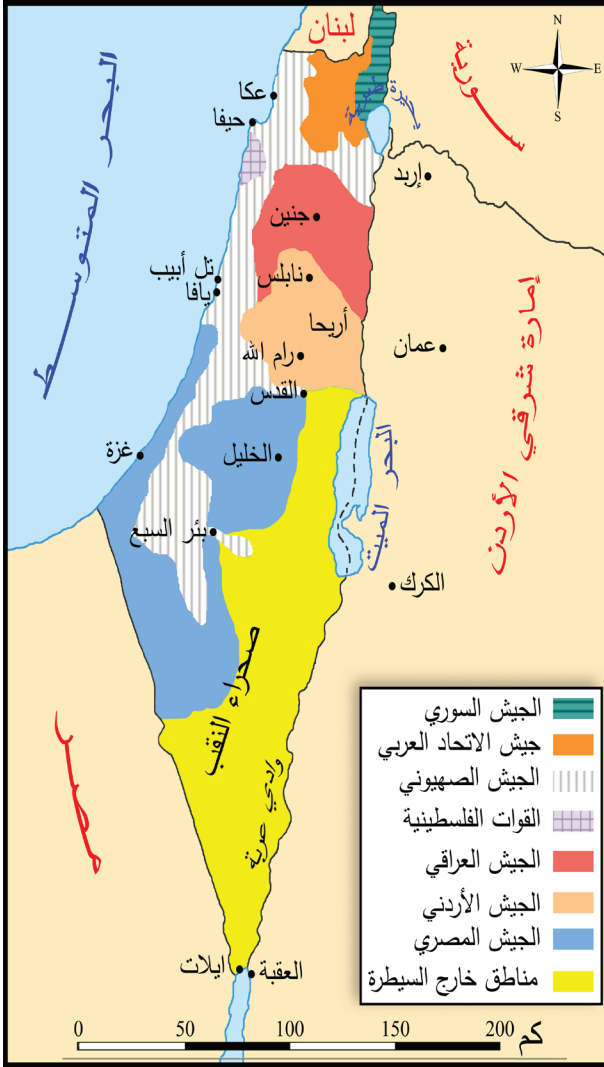 لبنان
سورية
N
W E
S
البحر المتوسط
عكا
حيفا
بحيرة طبرية
إربد
جنين
تل أبيب
يافا
نابلس
أريحا
رام الله
عمان
إمارة شرقي الأردن
القدس
غزة
الخليل
البحر الميت
بئر السبع
الكرك
صحراء النقب
وادي عربة
مصر
ايلات
العقبة
الجيش السوري
جيش الاتحاد العربي
الجيش الصهيوني
القوات الفلسطينية
الجيش العراقي
الجيش الأردني
الجيش المصري
مناطق خارج السيطرة
0 50 100 150 200 كم